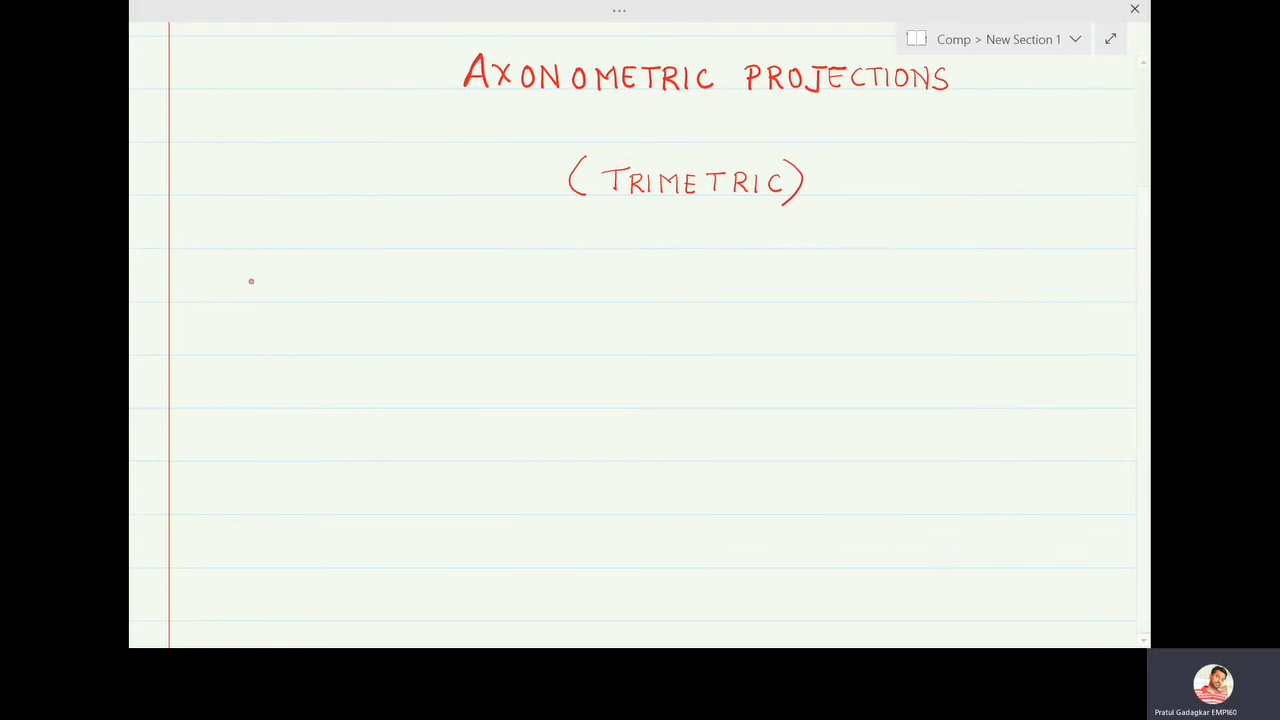 Comp > New Section 1
AXONOMETRIC PROJECTIONS
(TRIMETRIC)
Pratul Gadagkar EMP160